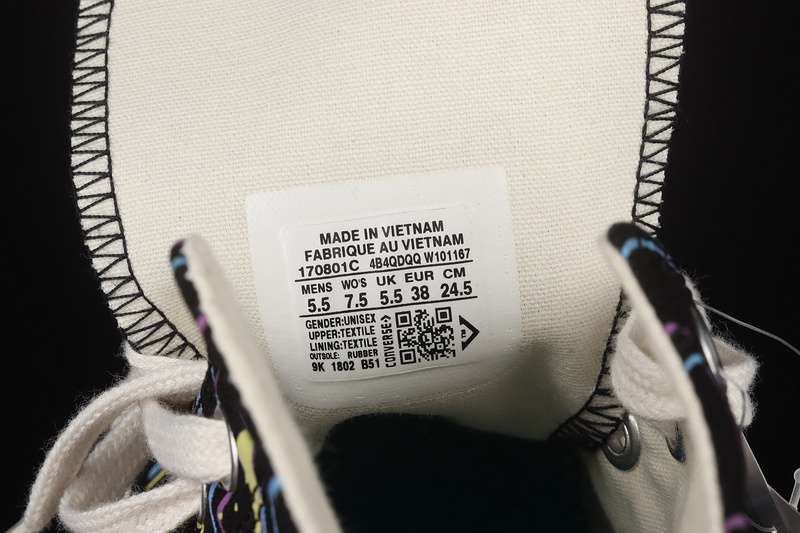 MADE IN VIETNAM
FABRIQUE AU VIETNAM
170801C 4B4QDQQ W101167
MENS WO'S UK EUR CM
5.5 7.5 5.5 38 24.5
GENDER:UNISEX
UPPER:TEXTILE
LINING:TEXTILE
OUTSOLE: RUBBER
9K 1802 B51
CONVERSE